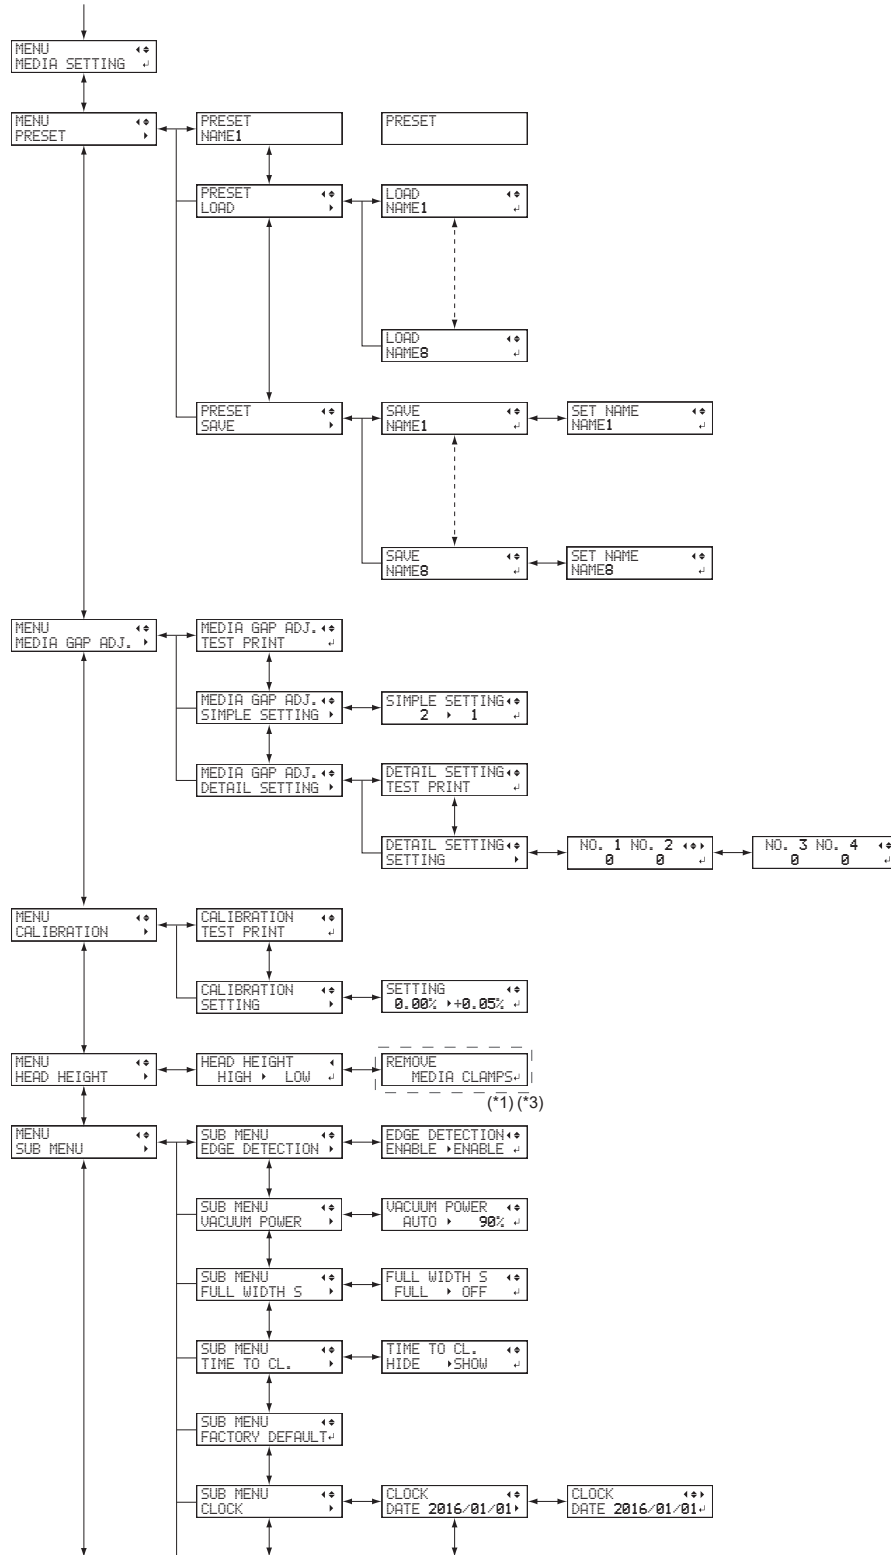 MENU
MEDIA SETTING
MENU
PRESET
PRESET
NAME1
PRESET
PRESET
LOAD
LOAD
NAME1
LOAD
NAME8
PRESET
SAVE
SAVE
NAME1
SET NAME
NAME1
SAVE
NAME8
SET NAME
NAME8
MENU
MEDIA GAP ADJ.
MEDIA GAP ADJ.
TEST PRINT
MEDIA GAP ADJ.
SIMPLE SETTING
SIMPLE SETTING
2 1
MEDIA GAP ADJ.
DETAIL SETTING
DETAIL SETTING
TEST PRINT
DETAIL SETTING
SETTING
NO. 1 NO. 2
0 0
NO. 3 NO. 4
0 0
MENU
CALIBRATION
CALIBRATION
TEST PRINT
CALIBRATION
SETTING
SETTING
0.00% +0.05%
MENU
HEAD HEIGHT
HEAD HEIGHT
HIGH LOW
REMOVE
MEDIA CLAMPS
(*1) (*3)
MENU
SUB MENU
SUB MENU
EDGE DETECTION
EDGE DETECTION
ENABLE ENABLE
SUB MENU
VACUUM POWER
VACUUM POWER
AUTO 90%
SUB MENU
FULL WIDTH S
FULL WIDTH S
FULL OFF
SUB MENU
TIME TO CL.
TIME TO CL.
HIDE SHOW
SUB MENU
FACTORY DEFAULT
SUB MENU
CLOCK
CLOCK
DATE 2016/01/01
CLOCK
DATE 2016/01/01